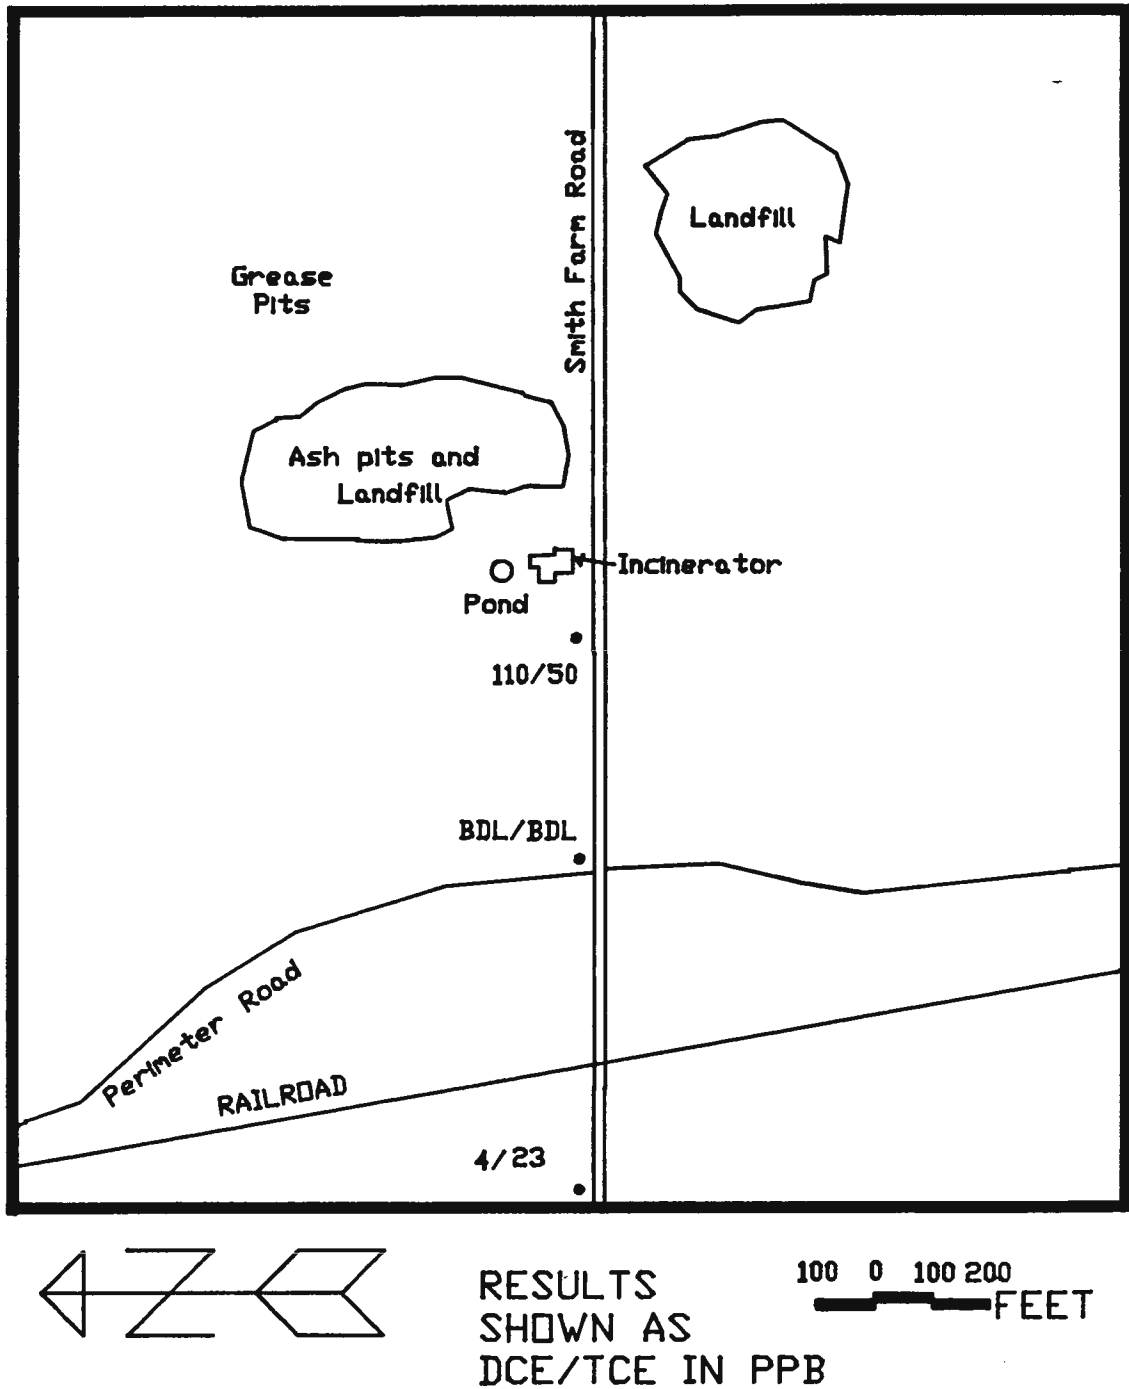 Smith Farm Road
Landfill
Grease
Pits
Ash pits and
Landfill
Incinerator
Pond
110/50
BDL/BDL
Perimeter Road
RAILROAD
4/23
N
RESULTS
SHOWN AS
DCE/TCE IN PPB
100 0 100 200
FEET